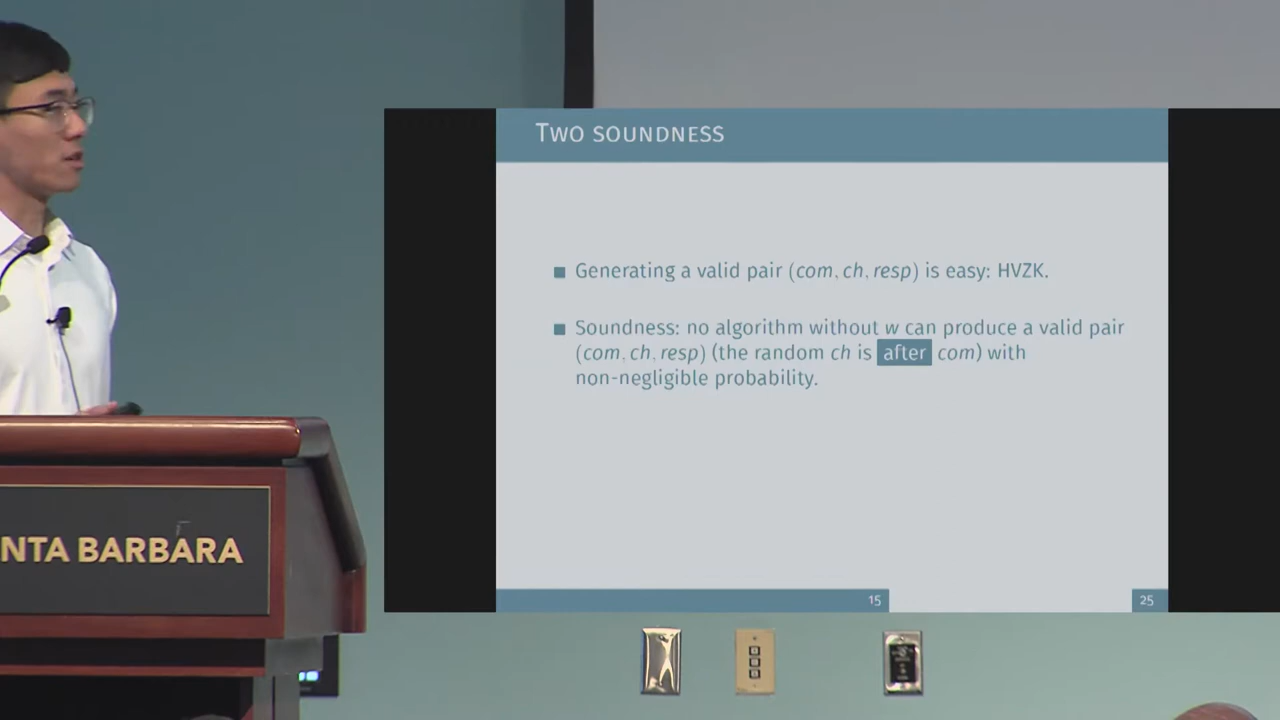 TWO SOUNDNESS
■ Generating a valid pair (com, ch, resp) is easy: HVZK.
■ Soundness: no algorithm without w can produce a valid pair
(com, ch, resp) (the random ch is after com) with
non-negligible probability.
NTA BARBARA
15
25